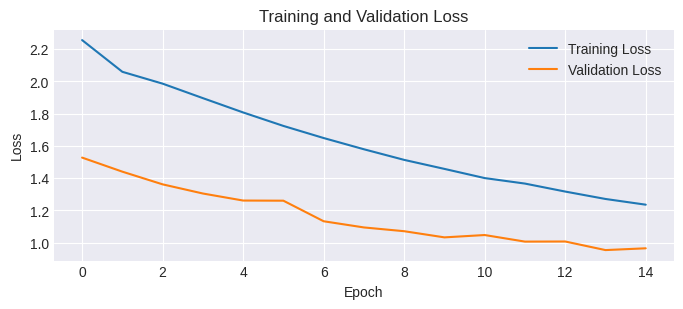 Training and Validation Loss
2.2
2.0
1.8
1.6
1.4
1.2
1.0
Loss
Training Loss
Validation Loss
0 2 4 6 8 10 12 14
Epoch